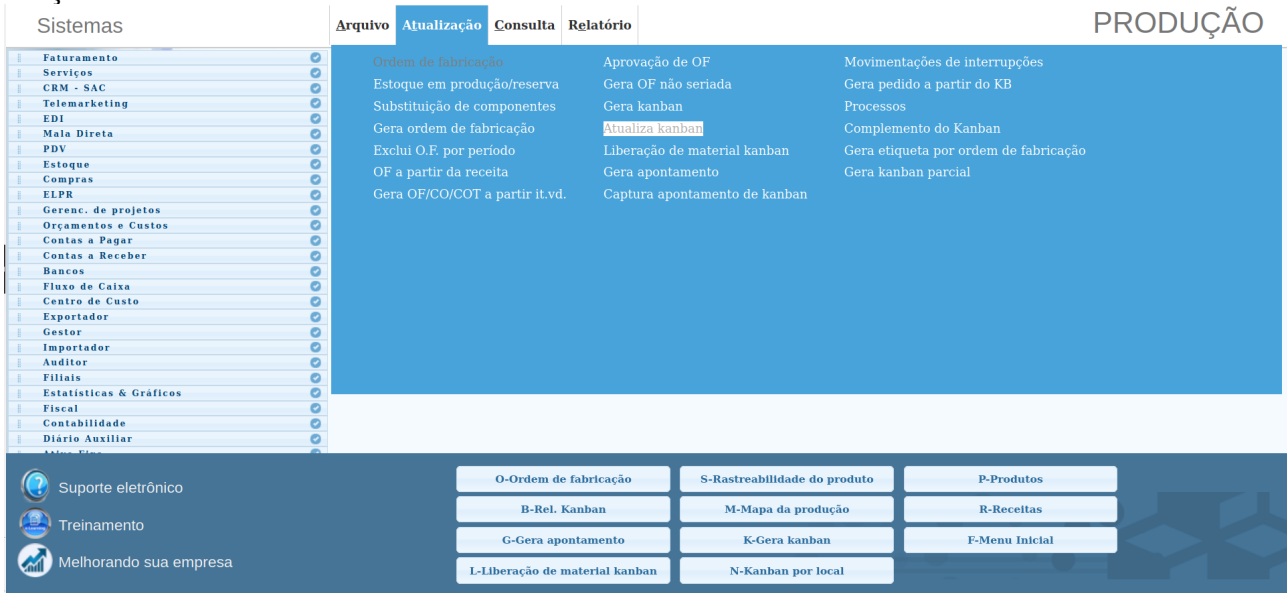 Sistemas
Arquivo Atualização Consulta Relatório
PRODUÇÃO
Faturamento
Serviços
CRM - SAC
Telemarketing
EDI
Mala Direta
PDV
Estoque
Compras
ELPR
Gerenc. de projetos
Orçamentos e Custos
Contas a Pagar
Contas a Receber
Bancos
Fluxo de Caixa
Centro de Custo
Exportador
Gestor
Importador
Auditor
Filiais
Estatísticas & Gráficos
Fiscal
Contabilidade
Diário Auxiliar
Ordem de fabricação
Estoque em produção/reserva
Substituição de componentes
Gera ordem de fabricação
Exclui O.F. por período
OF a partir da receita
Gera OF/CO/COT a partir it.vd.
Aprovação de OF
Gera OF não seriada
Gera kanban
Atualiza kanban
Liberação de material kanban
Gera apontamento
Captura apontamento de kanban
Movimentações de interrupções
Gera pedido a partir do KB
Processos
Complemento do Kanban
Gera etiqueta por ordem de fabricação
Gera kanban parcial
Suporte eletrônico
Treinamento
Melhorando sua empresa
O-Ordem de fabricação
S-Rastreabilidade do produto
P-Produtos
B-Rel. Kanban
M-Mapa da produção
R-Receitas
G-Gera apontamento
K-Gera kanban
F-Menu Inicial
L-Liberação de material kanban
N-Kanban por local